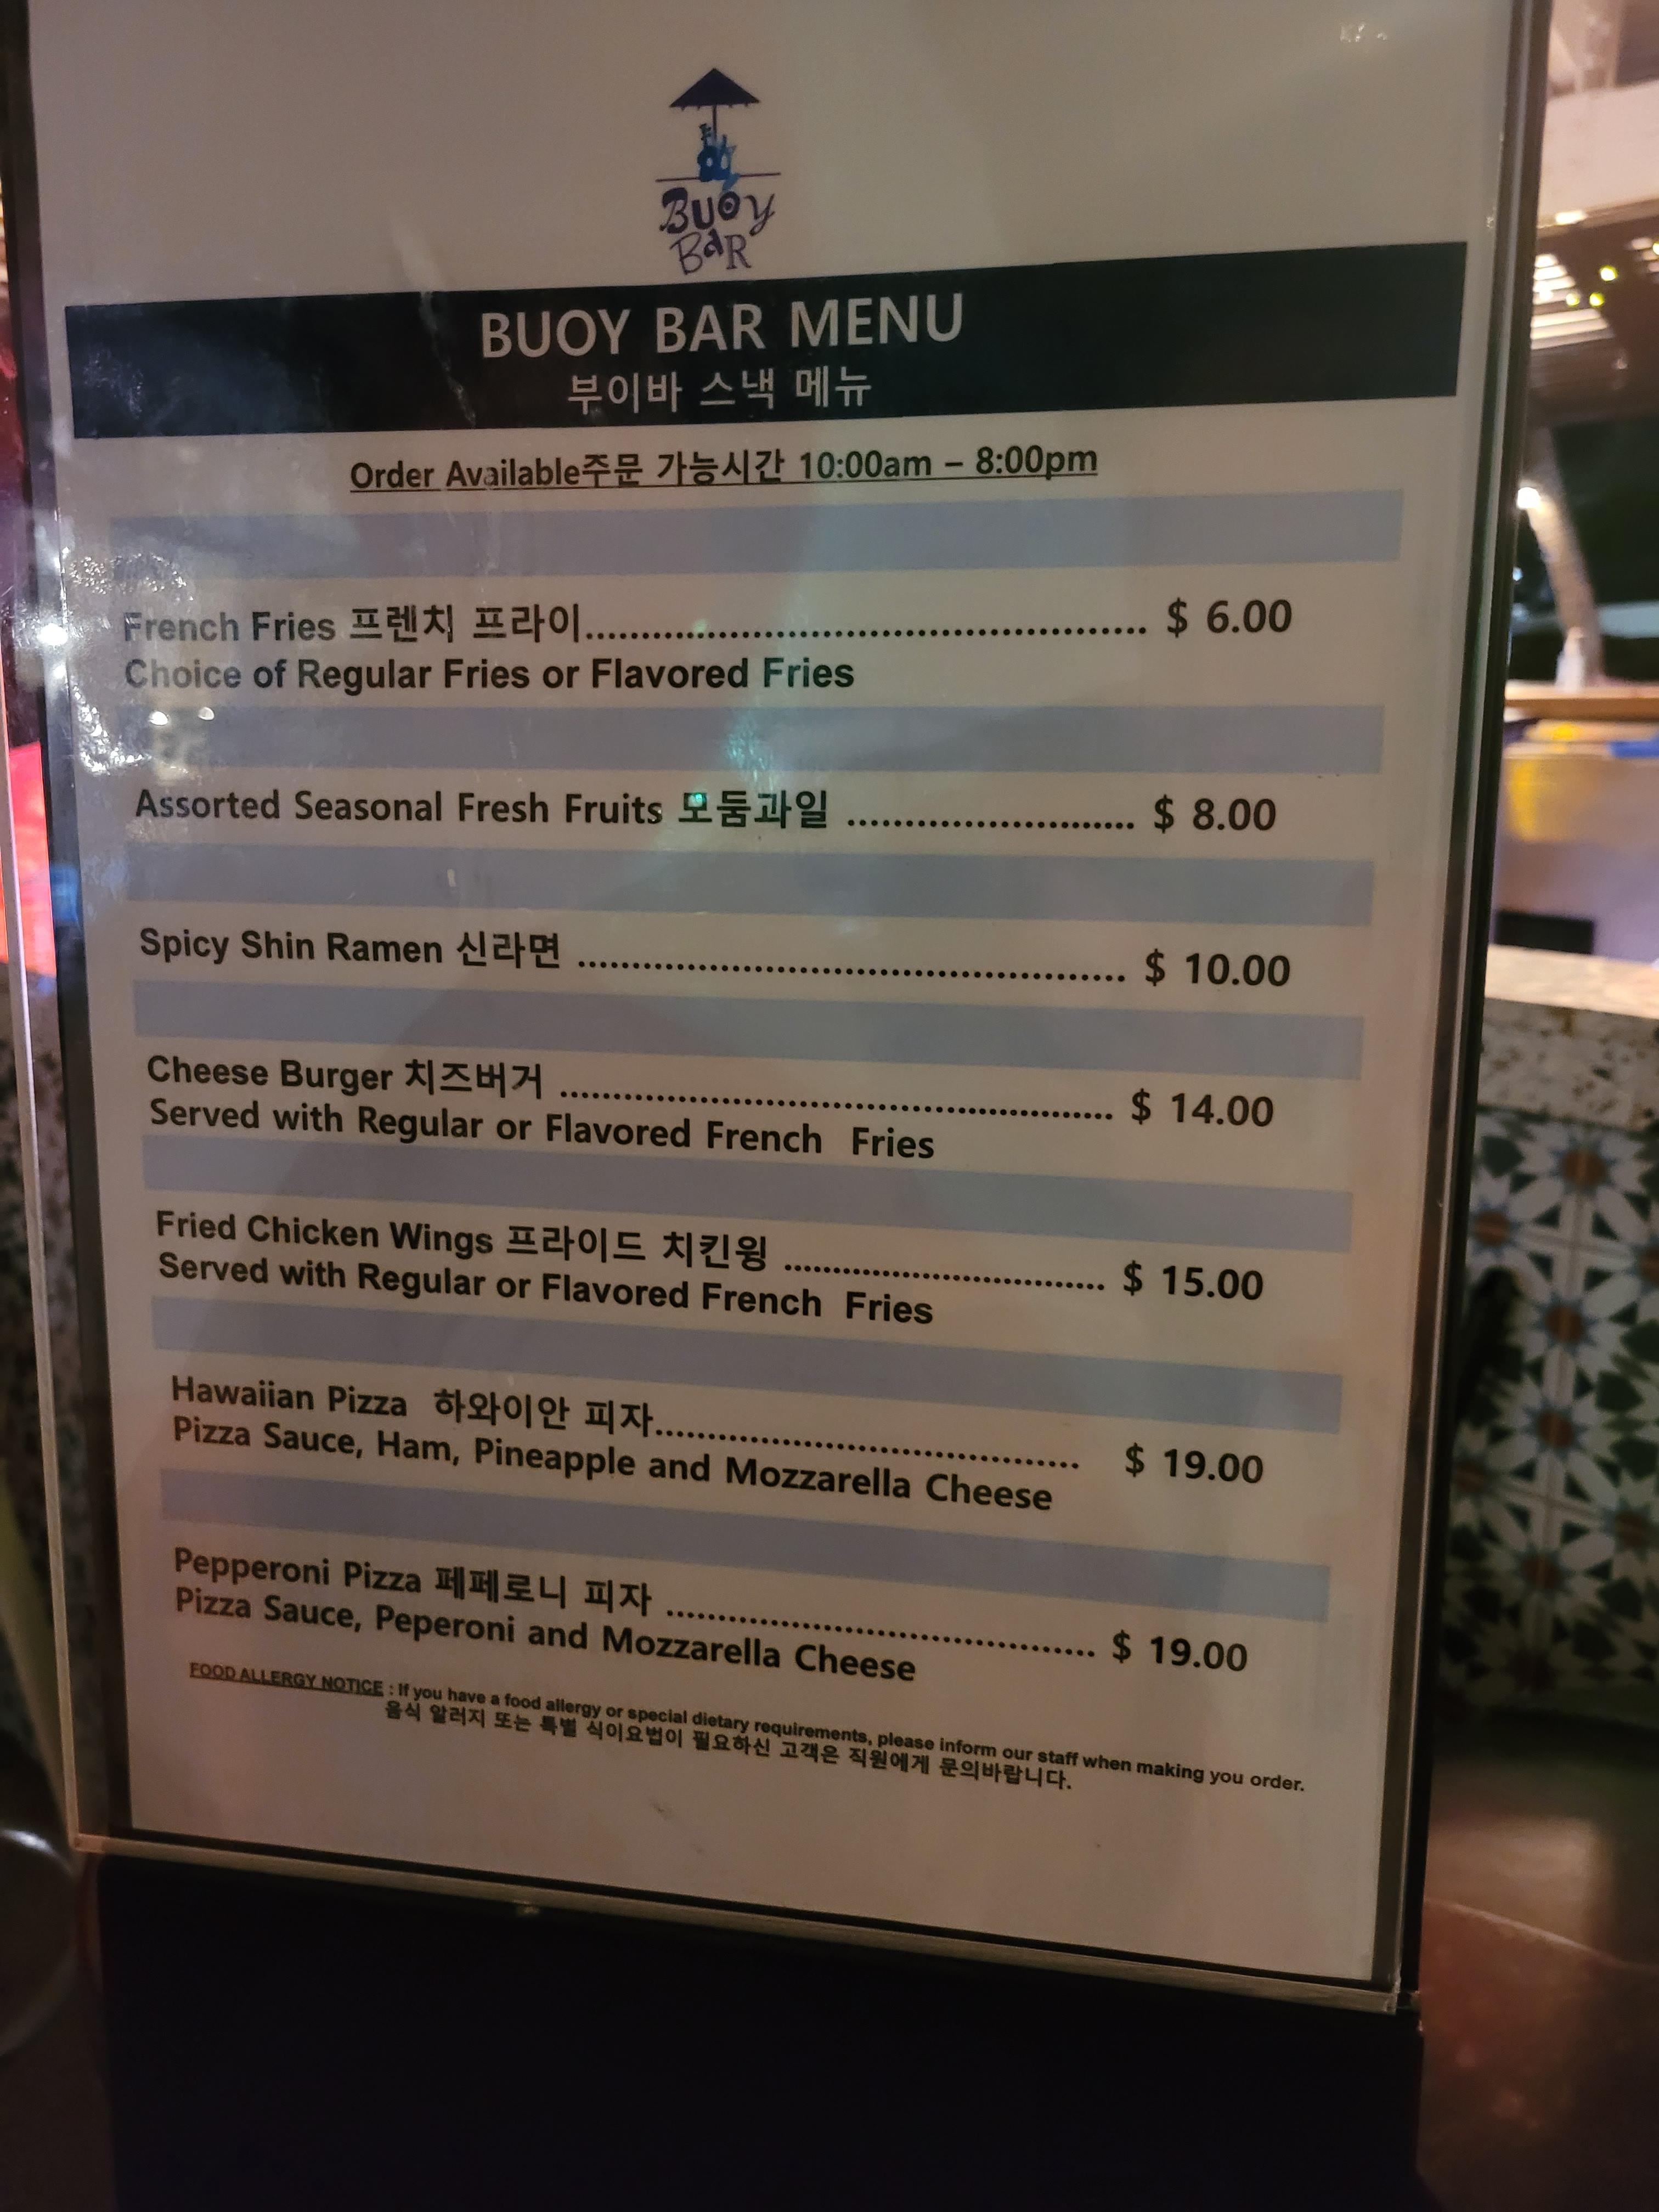 Buoy
BaR
BUOY BAR MENU
부이바 스낵 메뉴
Order Available주문 가능시간 10:00am – 8:00pm
French Fries 프렌치 프라이................................................ $ 6.00
Choice of Regular Fries or Flavored Fries
Assorted Seasonal Fresh Fruits 모둠과일 ......................... $ 8.00
Spicy Shin Ramen 신라면 ................................................ $ 10.00
Cheese Burger 치즈버거 ................................................ $ 14.00
Served with Regular or Flavored French  Fries
Fried Chicken Wings 프라이드 치킨윙 ............................ $ 15.00
Served with Regular or Flavored French  Fries
Hawaiian Pizza  하와이안 피자..................................... $ 19.00
Pizza Sauce, Ham, Pineapple and Mozzarella Cheese
Pepperoni Pizza 페페로니 피자 ..................................... $ 19.00
Pizza Sauce, Peperoni and Mozzarella Cheese
FOOD ALLERGY NOTICE : If you have a food allergy or special dietary requirements, please inform our staff when making you order.
음식 알러지 또는 특별 식이요법이 필요하신 고객은 직원에게 문의바랍니다.